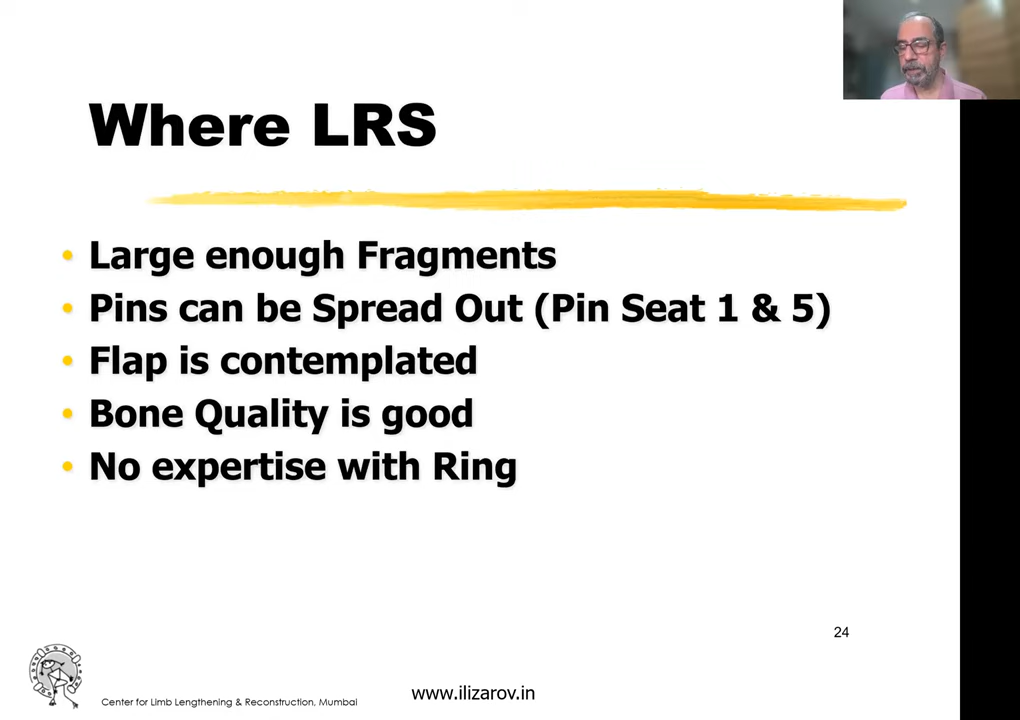 Where LRS
• Large enough Fragments
• Pins can be Spread Out (Pin Seat 1 & 5)
• Flap is contemplated
• Bone Quality is good
• No expertise with Ring
24
Center for Limb Lengthening & Reconstruction, Mumbai
www.ilizarov.in